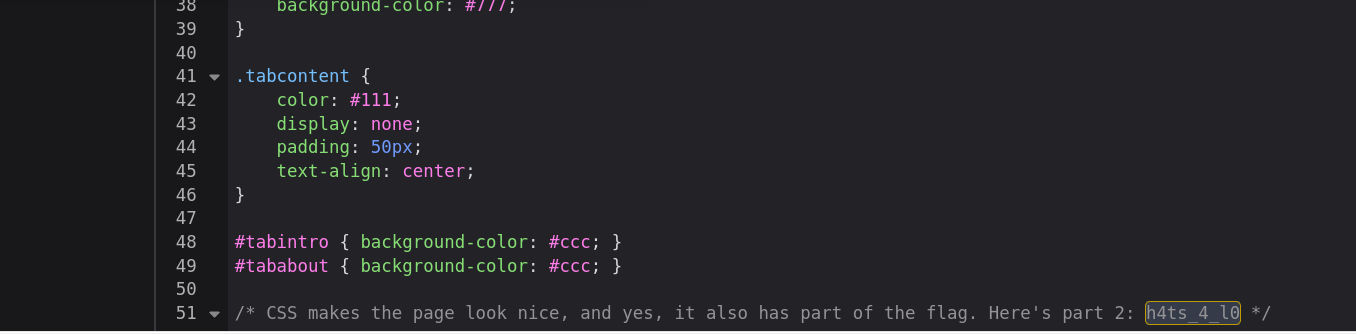 38 background-color: #777;
39 }
40
41 .tabcontent {
42 color: #111;
43 display: none;
44 padding: 50px;
45 text-align: center;
46 }
47
48 #tabintro { background-color: #ccc; }
49 #tababout { background-color: #ccc; }
50
51 /* CSS makes the page look nice, and yes, it also has part of the flag. Here's part 2: h4ts_4_l0 */